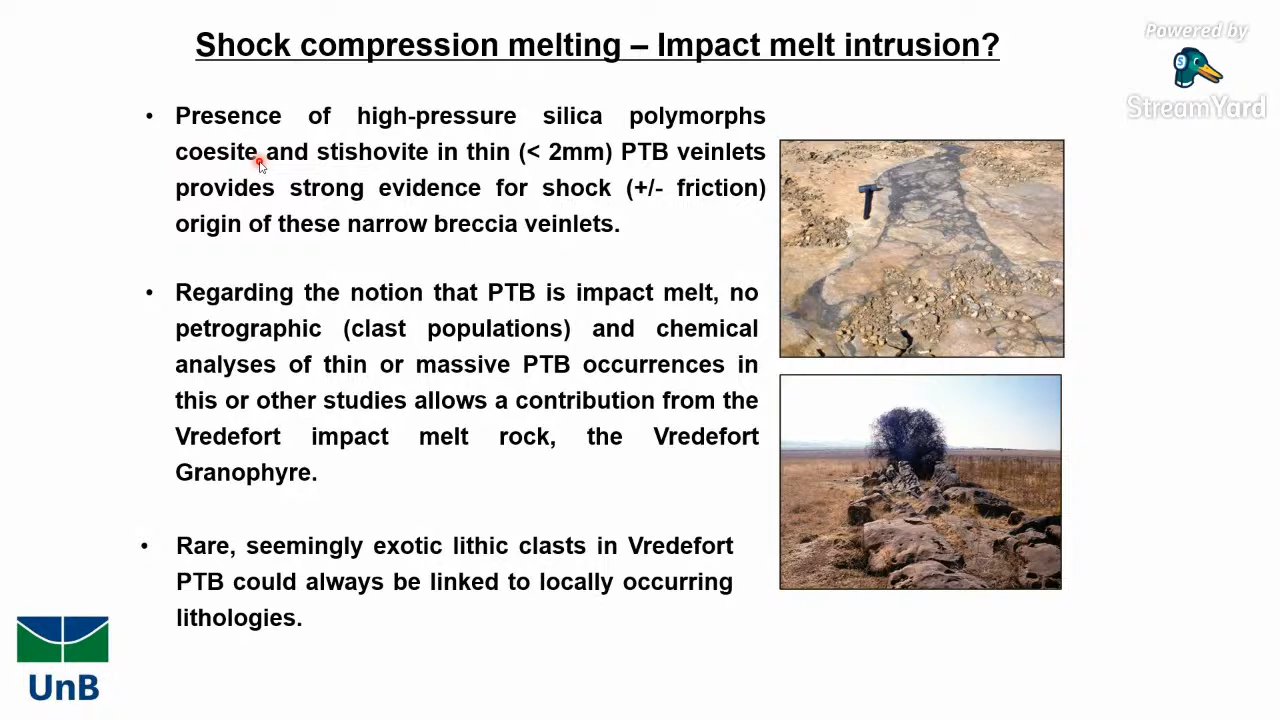 Shock compression melting – Impact melt intrusion?
Powered by
StreamYard
• Presence of high-pressure silica polymorphs
coesite and stishovite in thin (< 2mm) PTB veinlets
provides strong evidence for shock (+/- friction)
origin of these narrow breccia veinlets.
• Regarding the notion that PTB is impact melt, no
petrographic (clast populations) and chemical
analyses of thin or massive PTB occurrences in
this or other studies allows a contribution from the
Vredefort impact melt rock, the Vredefort
Granophyre.
• Rare, seemingly exotic lithic clasts in Vredefort
PTB could always be linked to locally occurring
lithologies.
UnB